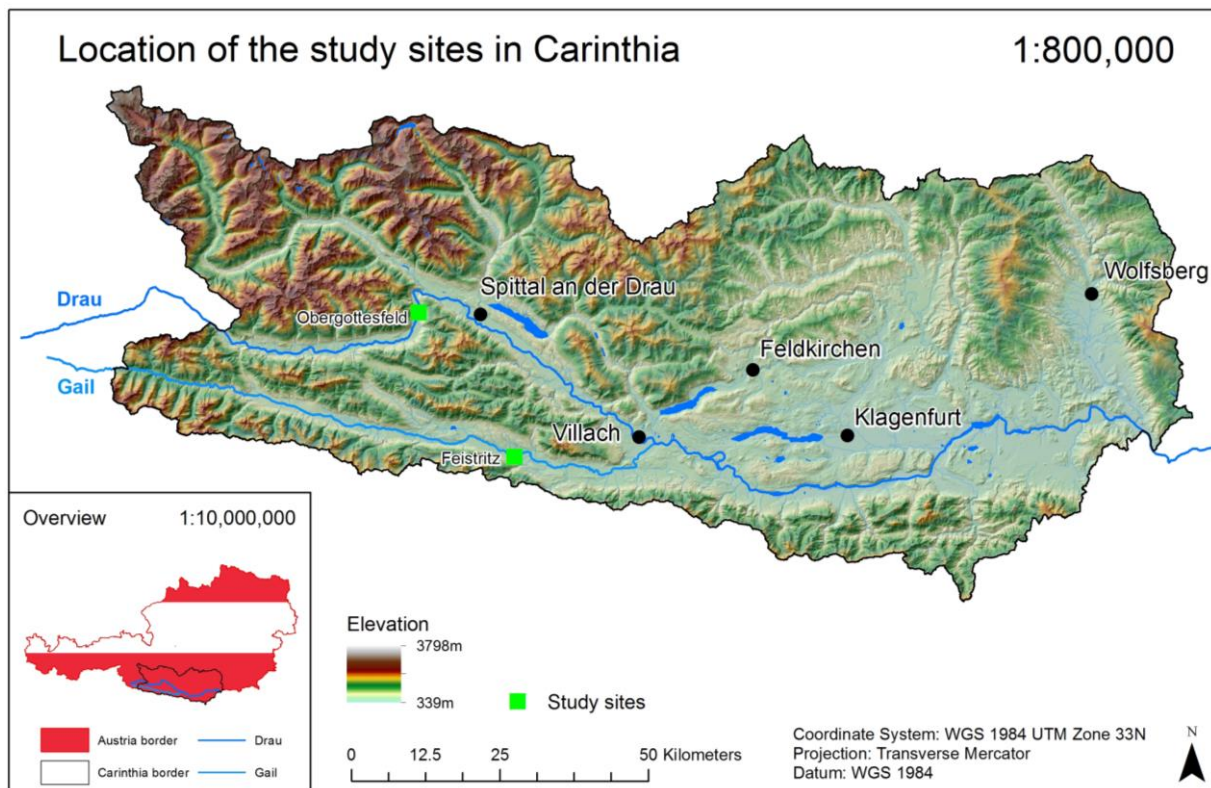 Location of the study sites in Carinthia
1:800,000
Drau
Obergottesfeld
Spittal an der Drau
Wolfsberg
Feldkirchen
Gail
Klagenfurt
Villach
Feistritz
Overview
1:10,000,000
Austria border
Drau
Carinthia border
Gail
Elevation
3798m
339m
Study sites
0 12.5 25 50 Kilometers
Coordinate System: WGS 1984 UTM Zone 33N
Projection: Transverse Mercator
Datum: WGS 1984
N